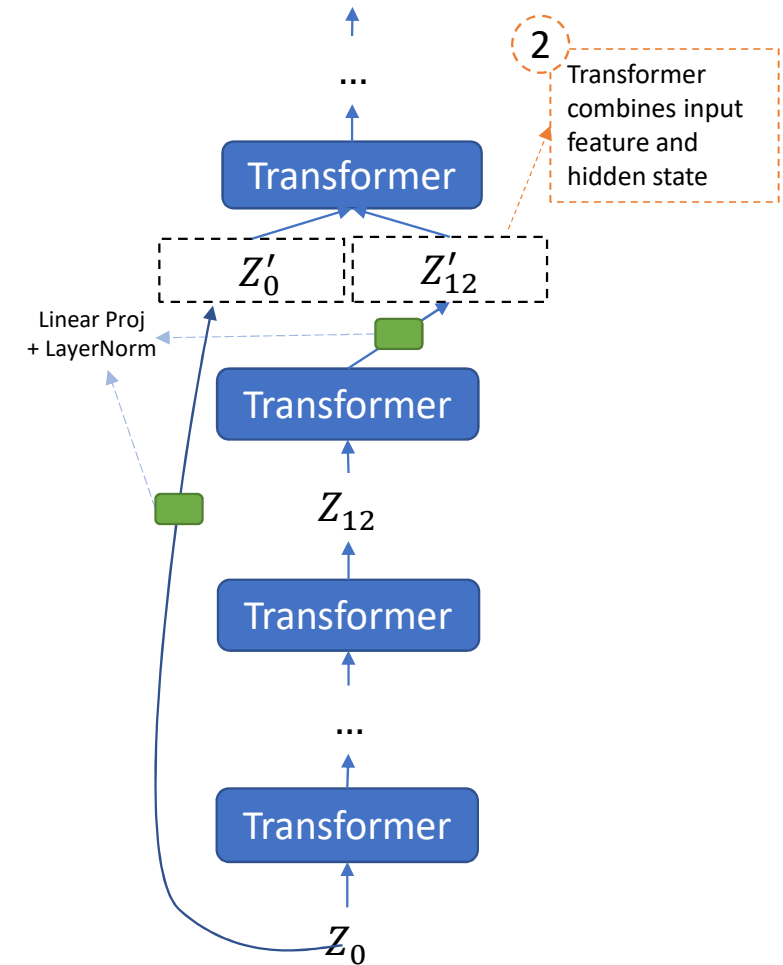 ...
2
Transformer
combines input
feature and
hidden state
Transformer
Z′₀
Z′₁₂
Linear Proj
+ LayerNorm
Transformer
Z₁₂
Transformer
...
Transformer
Z₀